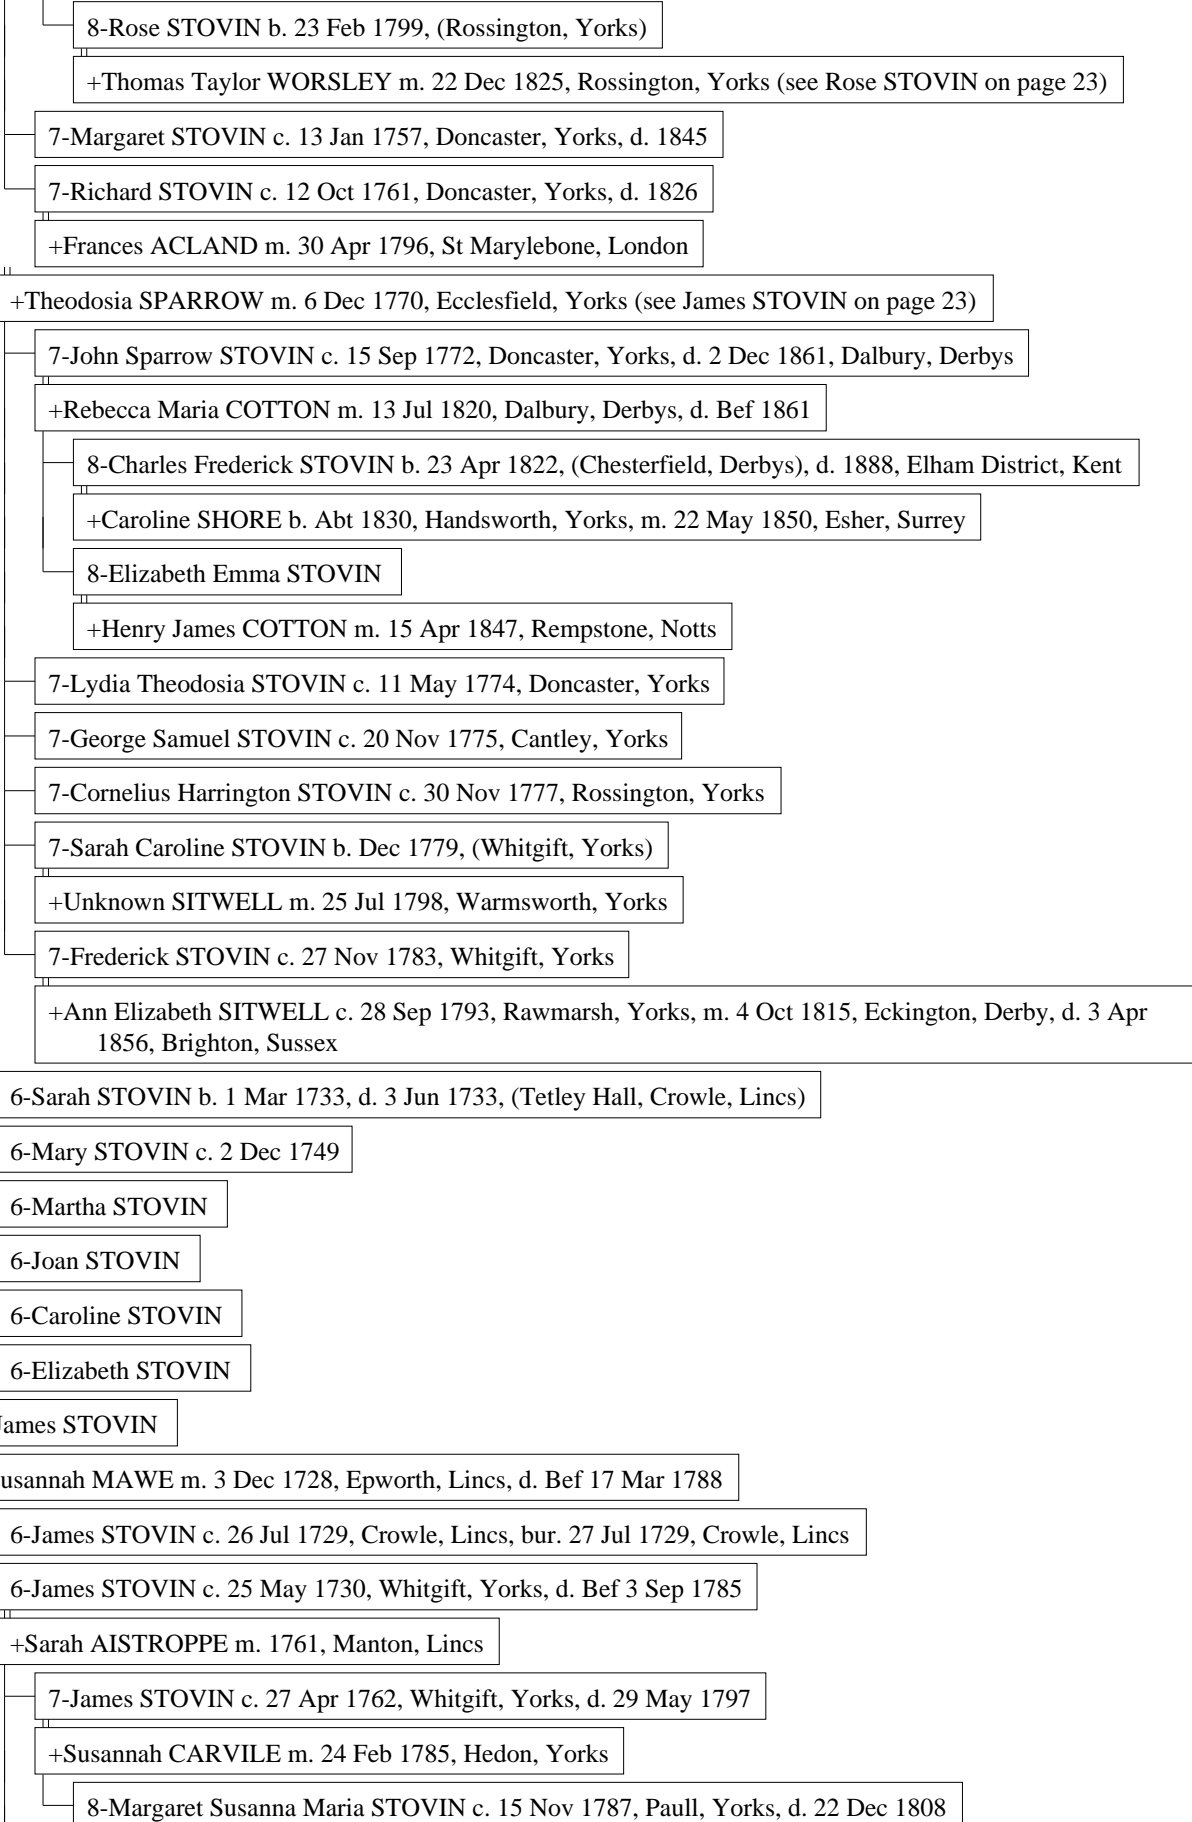 8-Rose STOVIN b. 23 Feb 1799, (Rossington, Yorks)
+Thomas Taylor WORSLEY m. 22 Dec 1825, Rossington, Yorks (see Rose STOVIN on page 23)
7-Margaret STOVIN c. 13 Jan 1757, Doncaster, Yorks, d. 1845
7-Richard STOVIN c. 12 Oct 1761, Doncaster, Yorks, d. 1826
+Frances ACLAND m. 30 Apr 1796, St Marylebone, London
+Theodosia SPARROW m. 6 Dec 1770, Ecclesfield, Yorks (see James STOVIN on page 23)
7-John Sparrow STOVIN c. 15 Sep 1772, Doncaster, Yorks, d. 2 Dec 1861, Dalbury, Derbys
+Rebecca Maria COTTON m. 13 Jul 1820, Dalbury, Derbys, d. Bef 1861
8-Charles Frederick STOVIN b. 23 Apr 1822, (Chesterfield, Derbys), d. 1888, Elham District, Kent
+Caroline SHORE b. Abt 1830, Handsworth, Yorks, m. 22 May 1850, Esher, Surrey
8-Elizabeth Emma STOVIN
+Henry James COTTON m. 15 Apr 1847, Rempstone, Notts
7-Lydia Theodosia STOVIN c. 11 May 1774, Doncaster, Yorks
7-George Samuel STOVIN c. 20 Nov 1775, Cantley, Yorks
7-Cornelius Harrington STOVIN c. 30 Nov 1777, Rossington, Yorks
7-Sarah Caroline STOVIN b. Dec 1779, (Whitgift, Yorks)
+Unknown SITWELL m. 25 Jul 1798, Warmsworth, Yorks
7-Frederick STOVIN c. 27 Nov 1783, Whitgift, Yorks
+Ann Elizabeth SITWELL c. 28 Sep 1793, Rawmarsh, Yorks, m. 4 Oct 1815, Eckington, Derby, d. 3 Apr
1856, Brighton, Sussex
6-Sarah STOVIN b. 1 Mar 1733, d. 3 Jun 1733, (Tetley Hall, Crowle, Lincs)
6-Mary STOVIN c. 2 Dec 1749
6-Martha STOVIN
6-Joan STOVIN
6-Caroline STOVIN
6-Elizabeth STOVIN
James STOVIN
usannah MAWE m. 3 Dec 1728, Epworth, Lincs, d. Bef 17 Mar 1788
6-James STOVIN c. 26 Jul 1729, Crowle, Lincs, bur. 27 Jul 1729, Crowle, Lincs
6-James STOVIN c. 25 May 1730, Whitgift, Yorks, d. Bef 3 Sep 1785
+Sarah AISTROPPE m. 1761, Manton, Lincs
7-James STOVIN c. 27 Apr 1762, Whitgift, Yorks, d. 29 May 1797
+Susannah CARVILE m. 24 Feb 1785, Hedon, Yorks
8-Margaret Susanna Maria STOVIN c. 15 Nov 1787, Paull, Yorks, d. 22 Dec 1808